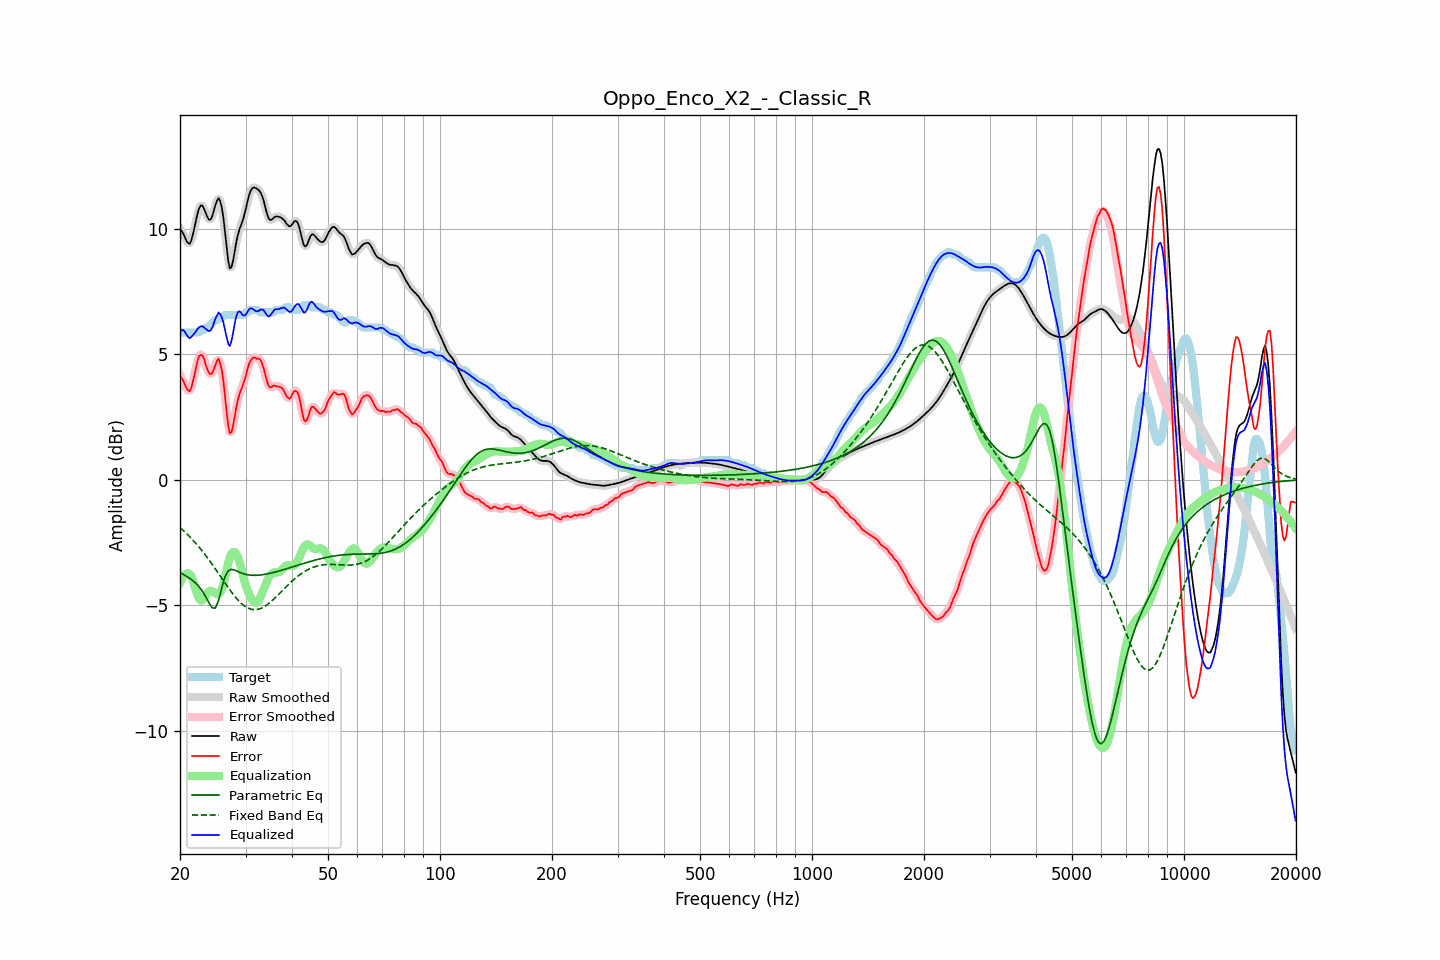 Oppo_Enco_X2_-_Classic_R
Amplitude (dBr)
10
5
0
−5
−10
Target
Raw Smoothed
Error Smoothed
Raw
Error
Equalization
Parametric Eq
Fixed Band Eq
Equalized
20 50 100 200 500 1000 2000 5000 10000 20000
Frequency (Hz)